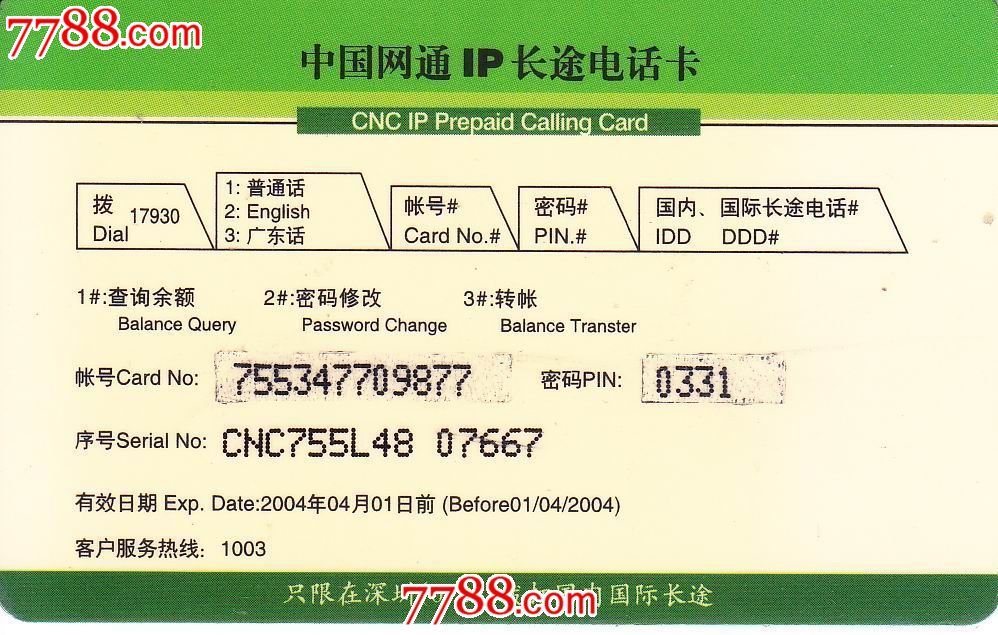 7788.com
中国网通 IP 长途电话卡
CNC IP Prepaid Calling Card
拨 17930
Dial
1: 普通话
2: English
3: 广东话
帐号#
Card No.#
密码#
PIN.#
国内、国际长途电话#
IDD DDD#
1#:查询余额 2#:密码修改 3#:转帐
Balance Query Password Change Balance Transter
帐号Card No: 755347709877 密码PIN: 0331
序号Serial No: CNC755L48 07667
有效日期 Exp. Date:2004年04月01日前 (Before01/04/2004)
客户服务热线: 1003
只限在深圳 国内国际长途
7788.com